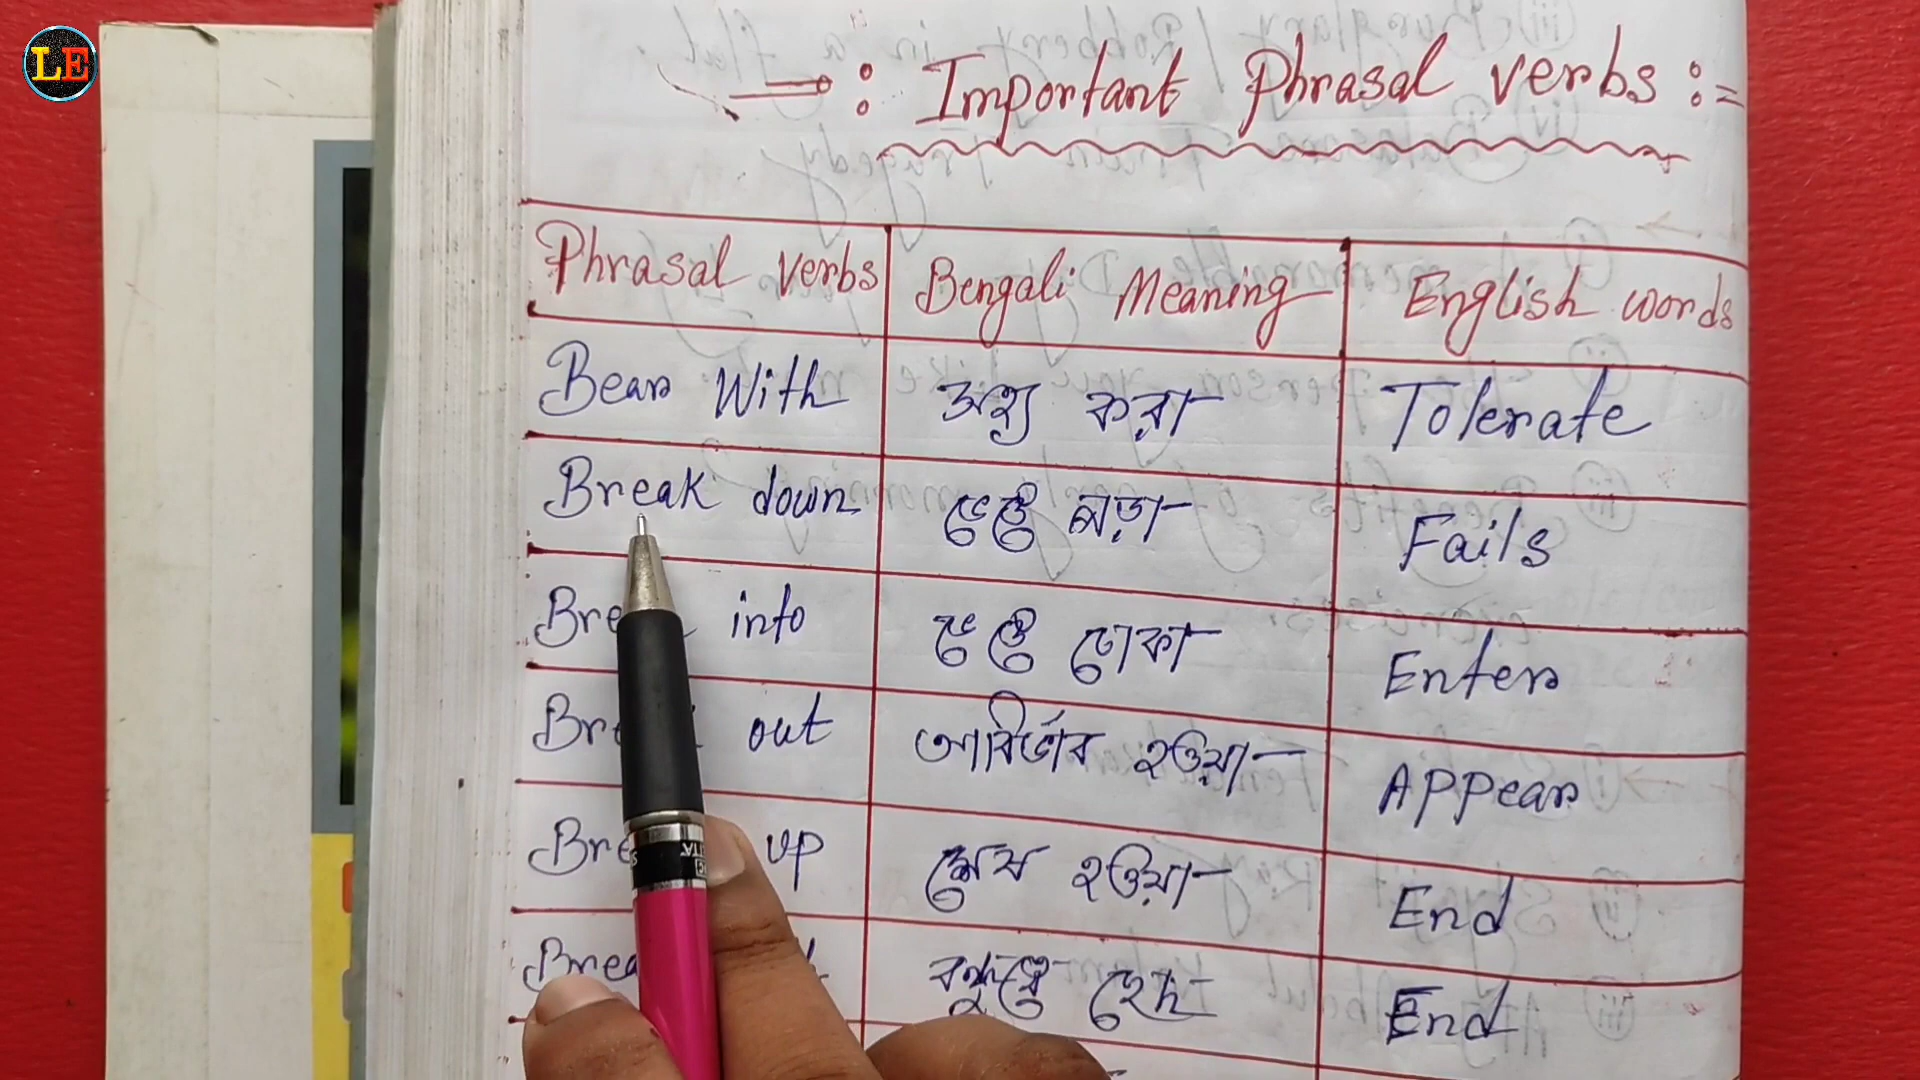 LE
Important Phrasal verbs :=
Phrasal verbs Bengali Meaning English words
Bear With সহ্য করা Tolerate
Break down ভেঙে পড়া Fails
into ভেঙে ঢোকা Enter
out আবির্ভাব হওয়া Appear
up শেষ হওয়া End
বন্ধুত্বে ছেদ End